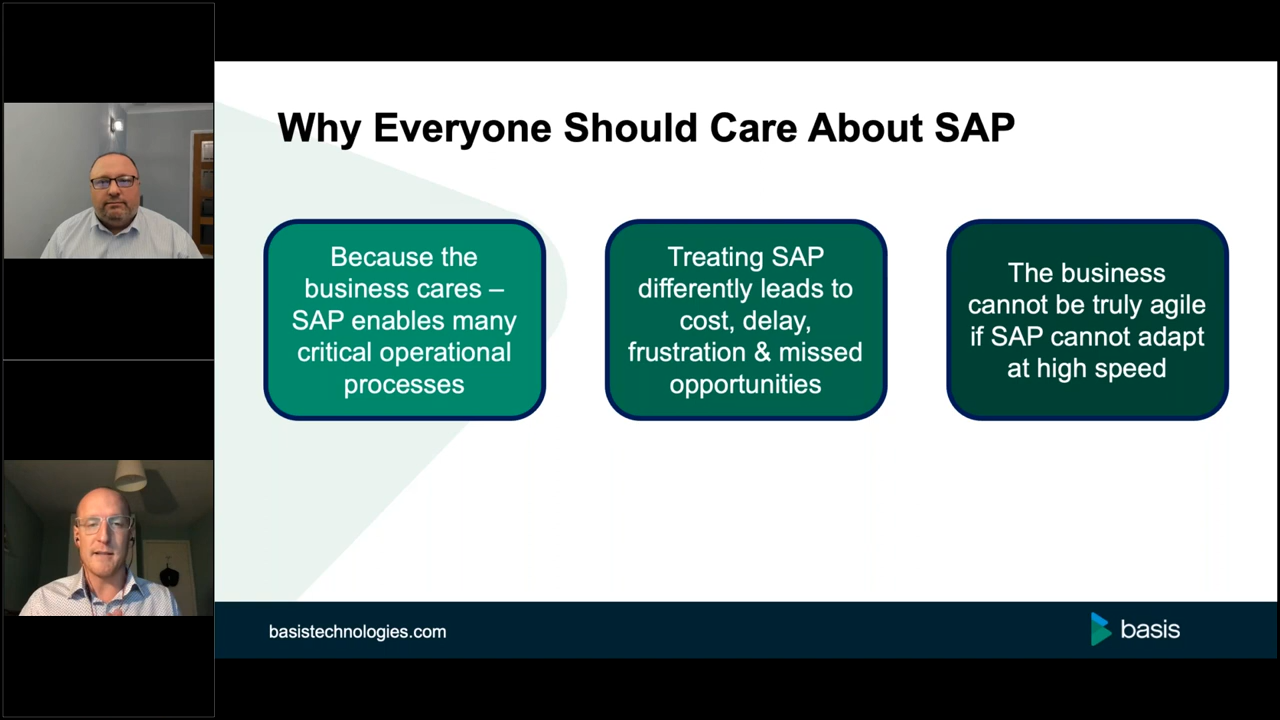 Why Everyone Should Care About SAP
Because the
business cares –
SAP enables many
critical operational
processes
Treating SAP
differently leads to
cost, delay,
frustration & missed
opportunities
The business
cannot be truly agile
if SAP cannot adapt
at high speed
basistechnologies.com
basis